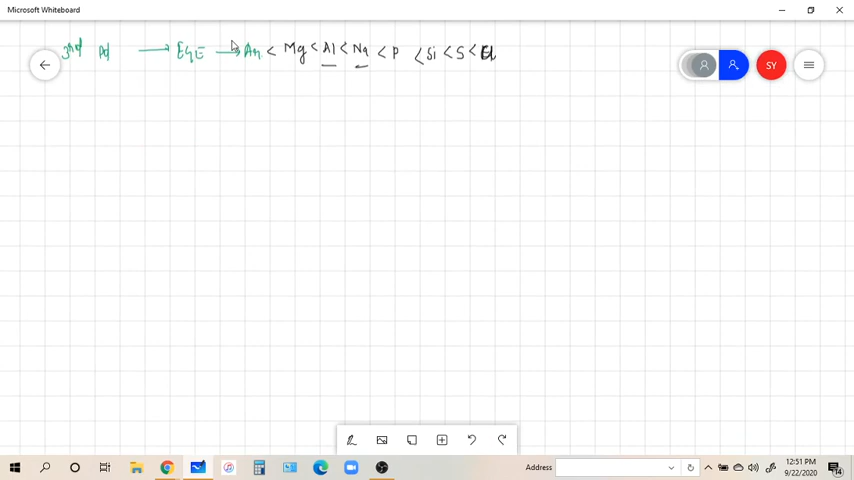 Microsoft Whiteboard
3rd Pd → EgE → Ar < Mg < Al < Na < P < Si < S < Cl
SY
Address
12:51 PM
9/22/2020
14